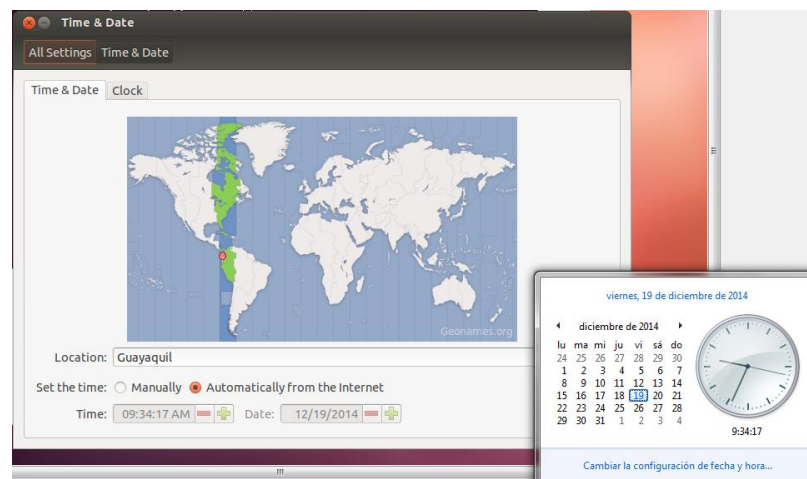 Time & Date
All Settings Time & Date
Time & Date Clock
Geonames.org
Location: Guayaquil
Set the time: Manually Automatically from the Internet
Time: 09:34:17 AM Date: 12/19/2014
viernes, 19 de diciembre de 2014
diciembre de 2014
lu ma mi ju vi sá do
24 25 26 27 28 29 30
1 2 3 4 5 6 7
8 9 10 11 12 13 14
15 16 17 18 19 20 21
22 23 24 25 26 27 28
29 30 31 1 2 3 4
9:34:17
Cambiar la configuración de fecha y hora...